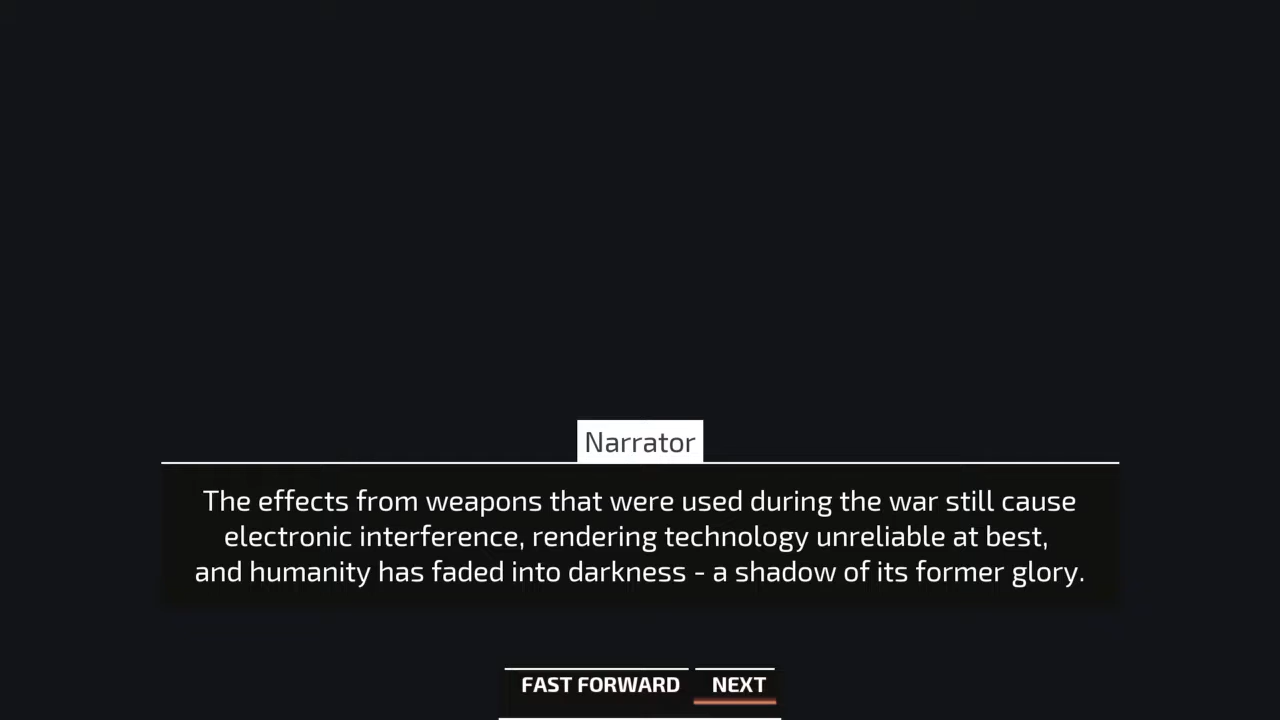 Narrator
The effects from weapons that were used during the war still cause
electronic interference, rendering technology unreliable at best,
and humanity has faded into darkness - a shadow of its former glory.
FAST FORWARD NEXT